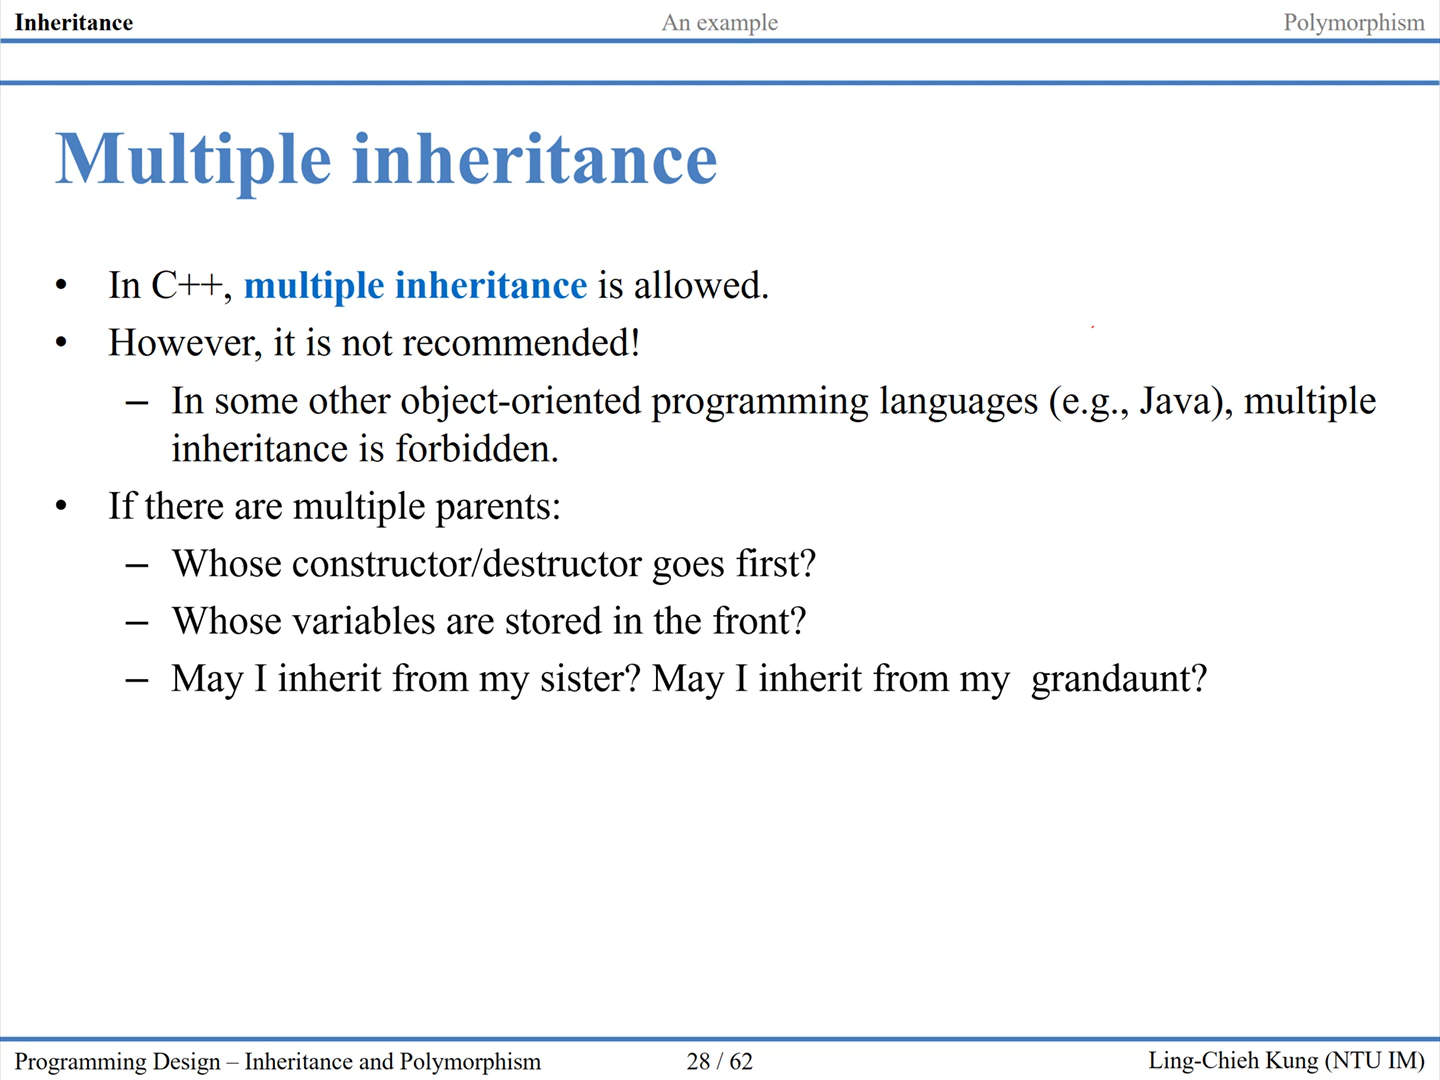 Inheritance An example Polymorphism
Multiple inheritance
• In C++, multiple inheritance is allowed.
• However, it is not recommended!
– In some other object-oriented programming languages (e.g., Java), multiple
inheritance is forbidden.
• If there are multiple parents:
– Whose constructor/destructor goes first?
– Whose variables are stored in the front?
– May I inherit from my sister? May I inherit from my  grandaunt?
Programming Design – Inheritance and Polymorphism 28 / 62 Ling-Chieh Kung (NTU IM)